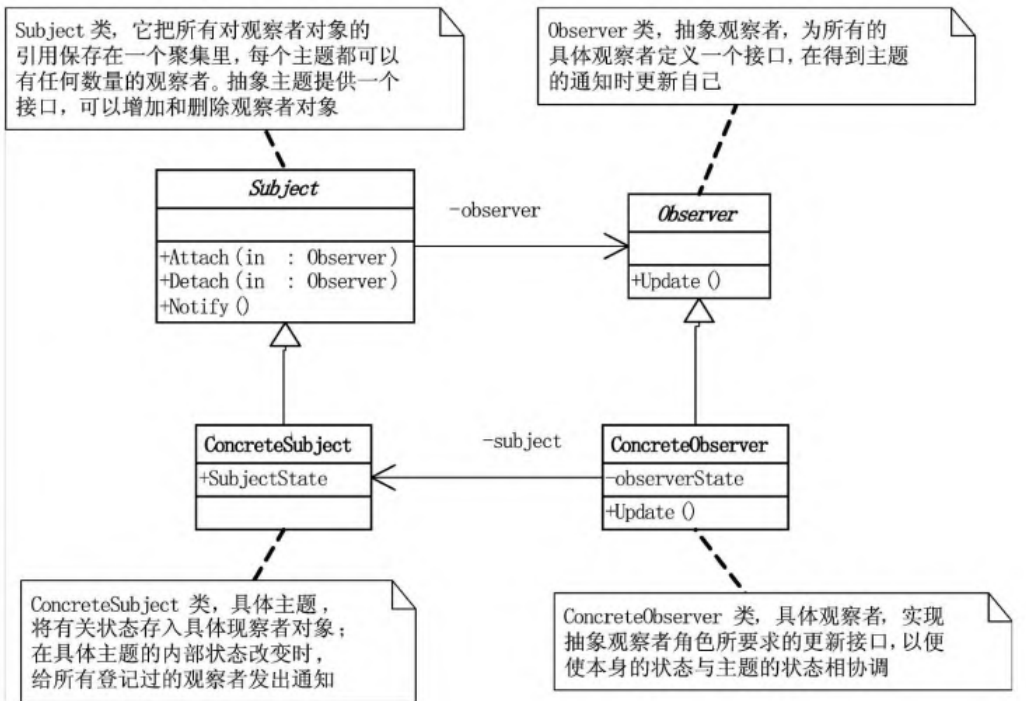 Subject 类，它把所有对观察者对象的
引用保存在一个聚集里，每个主题都可以
有任何数量的观察者。抽象主题提供一个
接口，可以增加和删除观察者对象
Observer 类，抽象观察者，为所有的
具体观察者定义一个接口，在得到主题
的通知时更新自己
Subject
+Attach(in : Observer)
+Detach(in : Observer)
+Notify()
-observer
Observer
+Update()
ConcreteSubject
+SubjectState
-subject
ConcreteObserver
-observerState
+Update()
ConcreteSubject 类，具体主题，
将有关状态存入具体现察者对象；
在具体主题的内部状态改变时，
给所有登记过的观察者发出通知
ConcreteObserver 类，具体观察者，实现
抽象观察者角色所要求的更新接口，以便
使本身的状态与主题的状态相协调